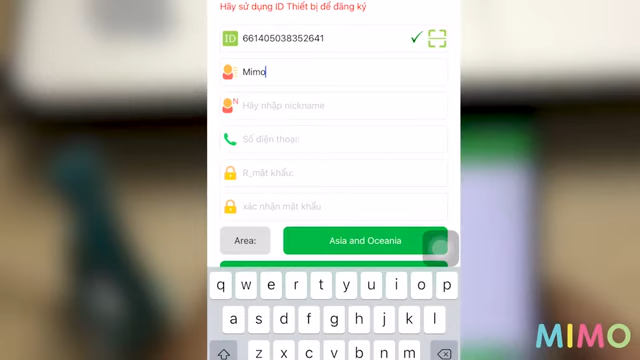 Hãy sử dụng ID Thiết bị để đăng ký
ID 661405038352641
Mimo
N Hãy nhập nickname
Số điện thoại:
R_mật khẩu:
xác nhận mật khẩu
Area: Asia and Oceania
q w e r t y u i o p
a s d f g h j k l
z x c v b n m
MIMO